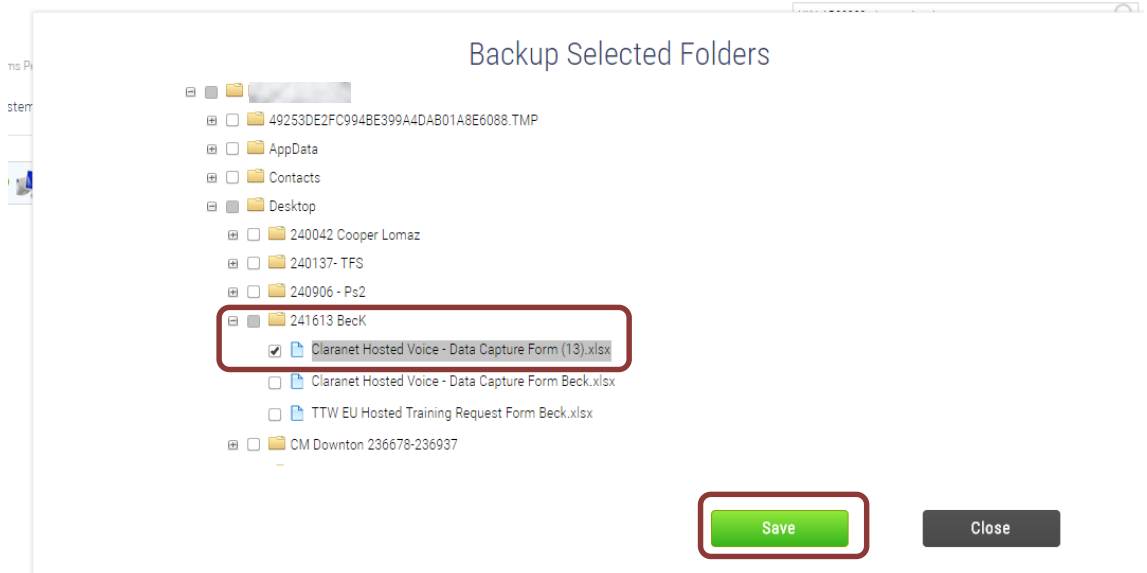 Backup Selected Folders
49253DE2FC994BE399A4DAB01A8E6088.TMP
AppData
Contacts
Desktop
240042 Cooper Lomaz
240137- TFS
240906 - Ps2
241613 BecK
Claranet Hosted Voice - Data Capture Form (13).xlsx
Claranet Hosted Voice - Data Capture Form Beck.xlsx
TTW EU Hosted Training Request Form Beck.xlsx
CM Downton 236678-236937
Save
Close